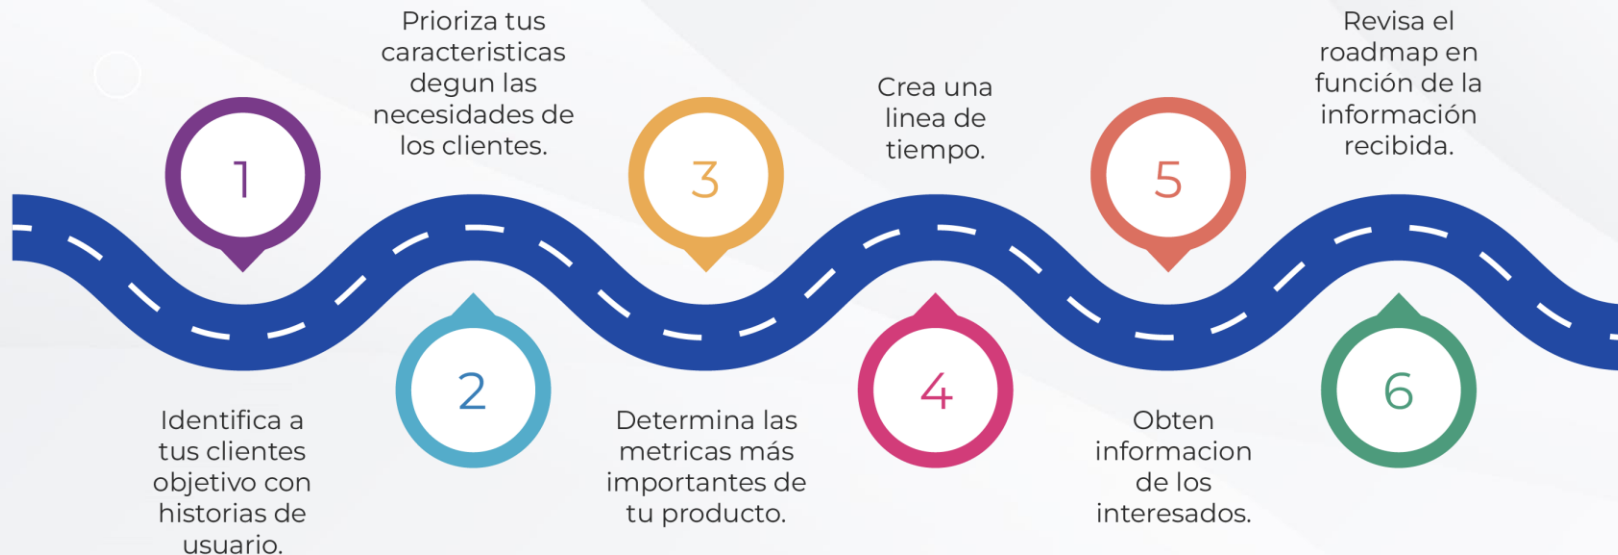 1
Identifica a
tus clientes
objetivo con
historias de
usuario.
Prioriza tus
caracteristicas
degun las
necesidades de
los clientes.
2
3
Determina las
metricas más
importantes de
tu producto.
Crea una
linea de
tiempo.
4
5
Obten
informacion
de los
interesados.
Revisa el
roadmap en
función de la
información
recibida.
6